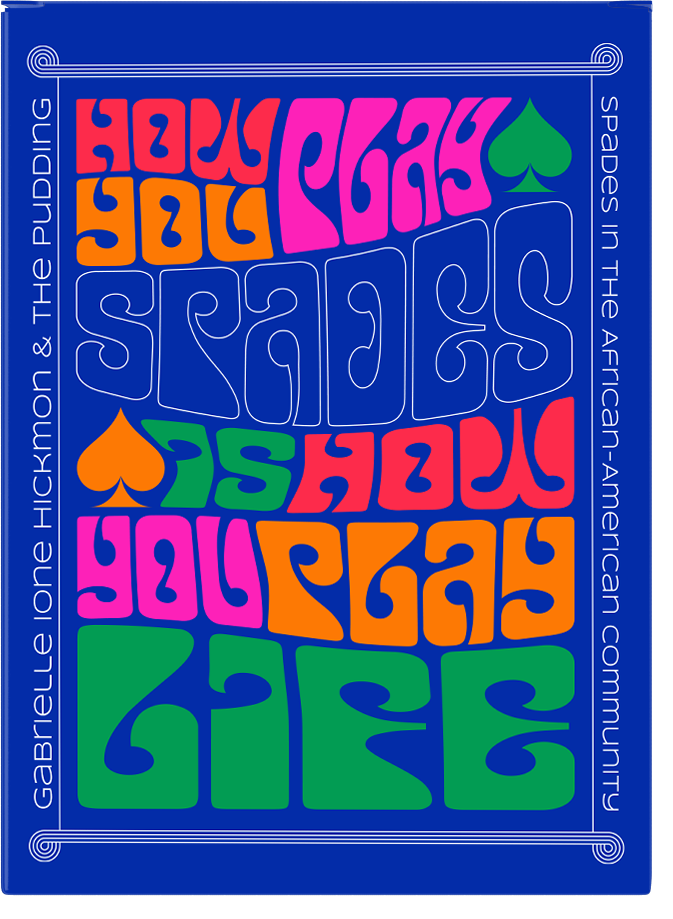 HOW PLAY
YOU
SPADES
IS HOW
YOU PLAY
LIFE
GABRIELLE IONE HICKMON & THE PUDDING
SPADES IN THE AFRICAN-AMERICAN COMMUNITY